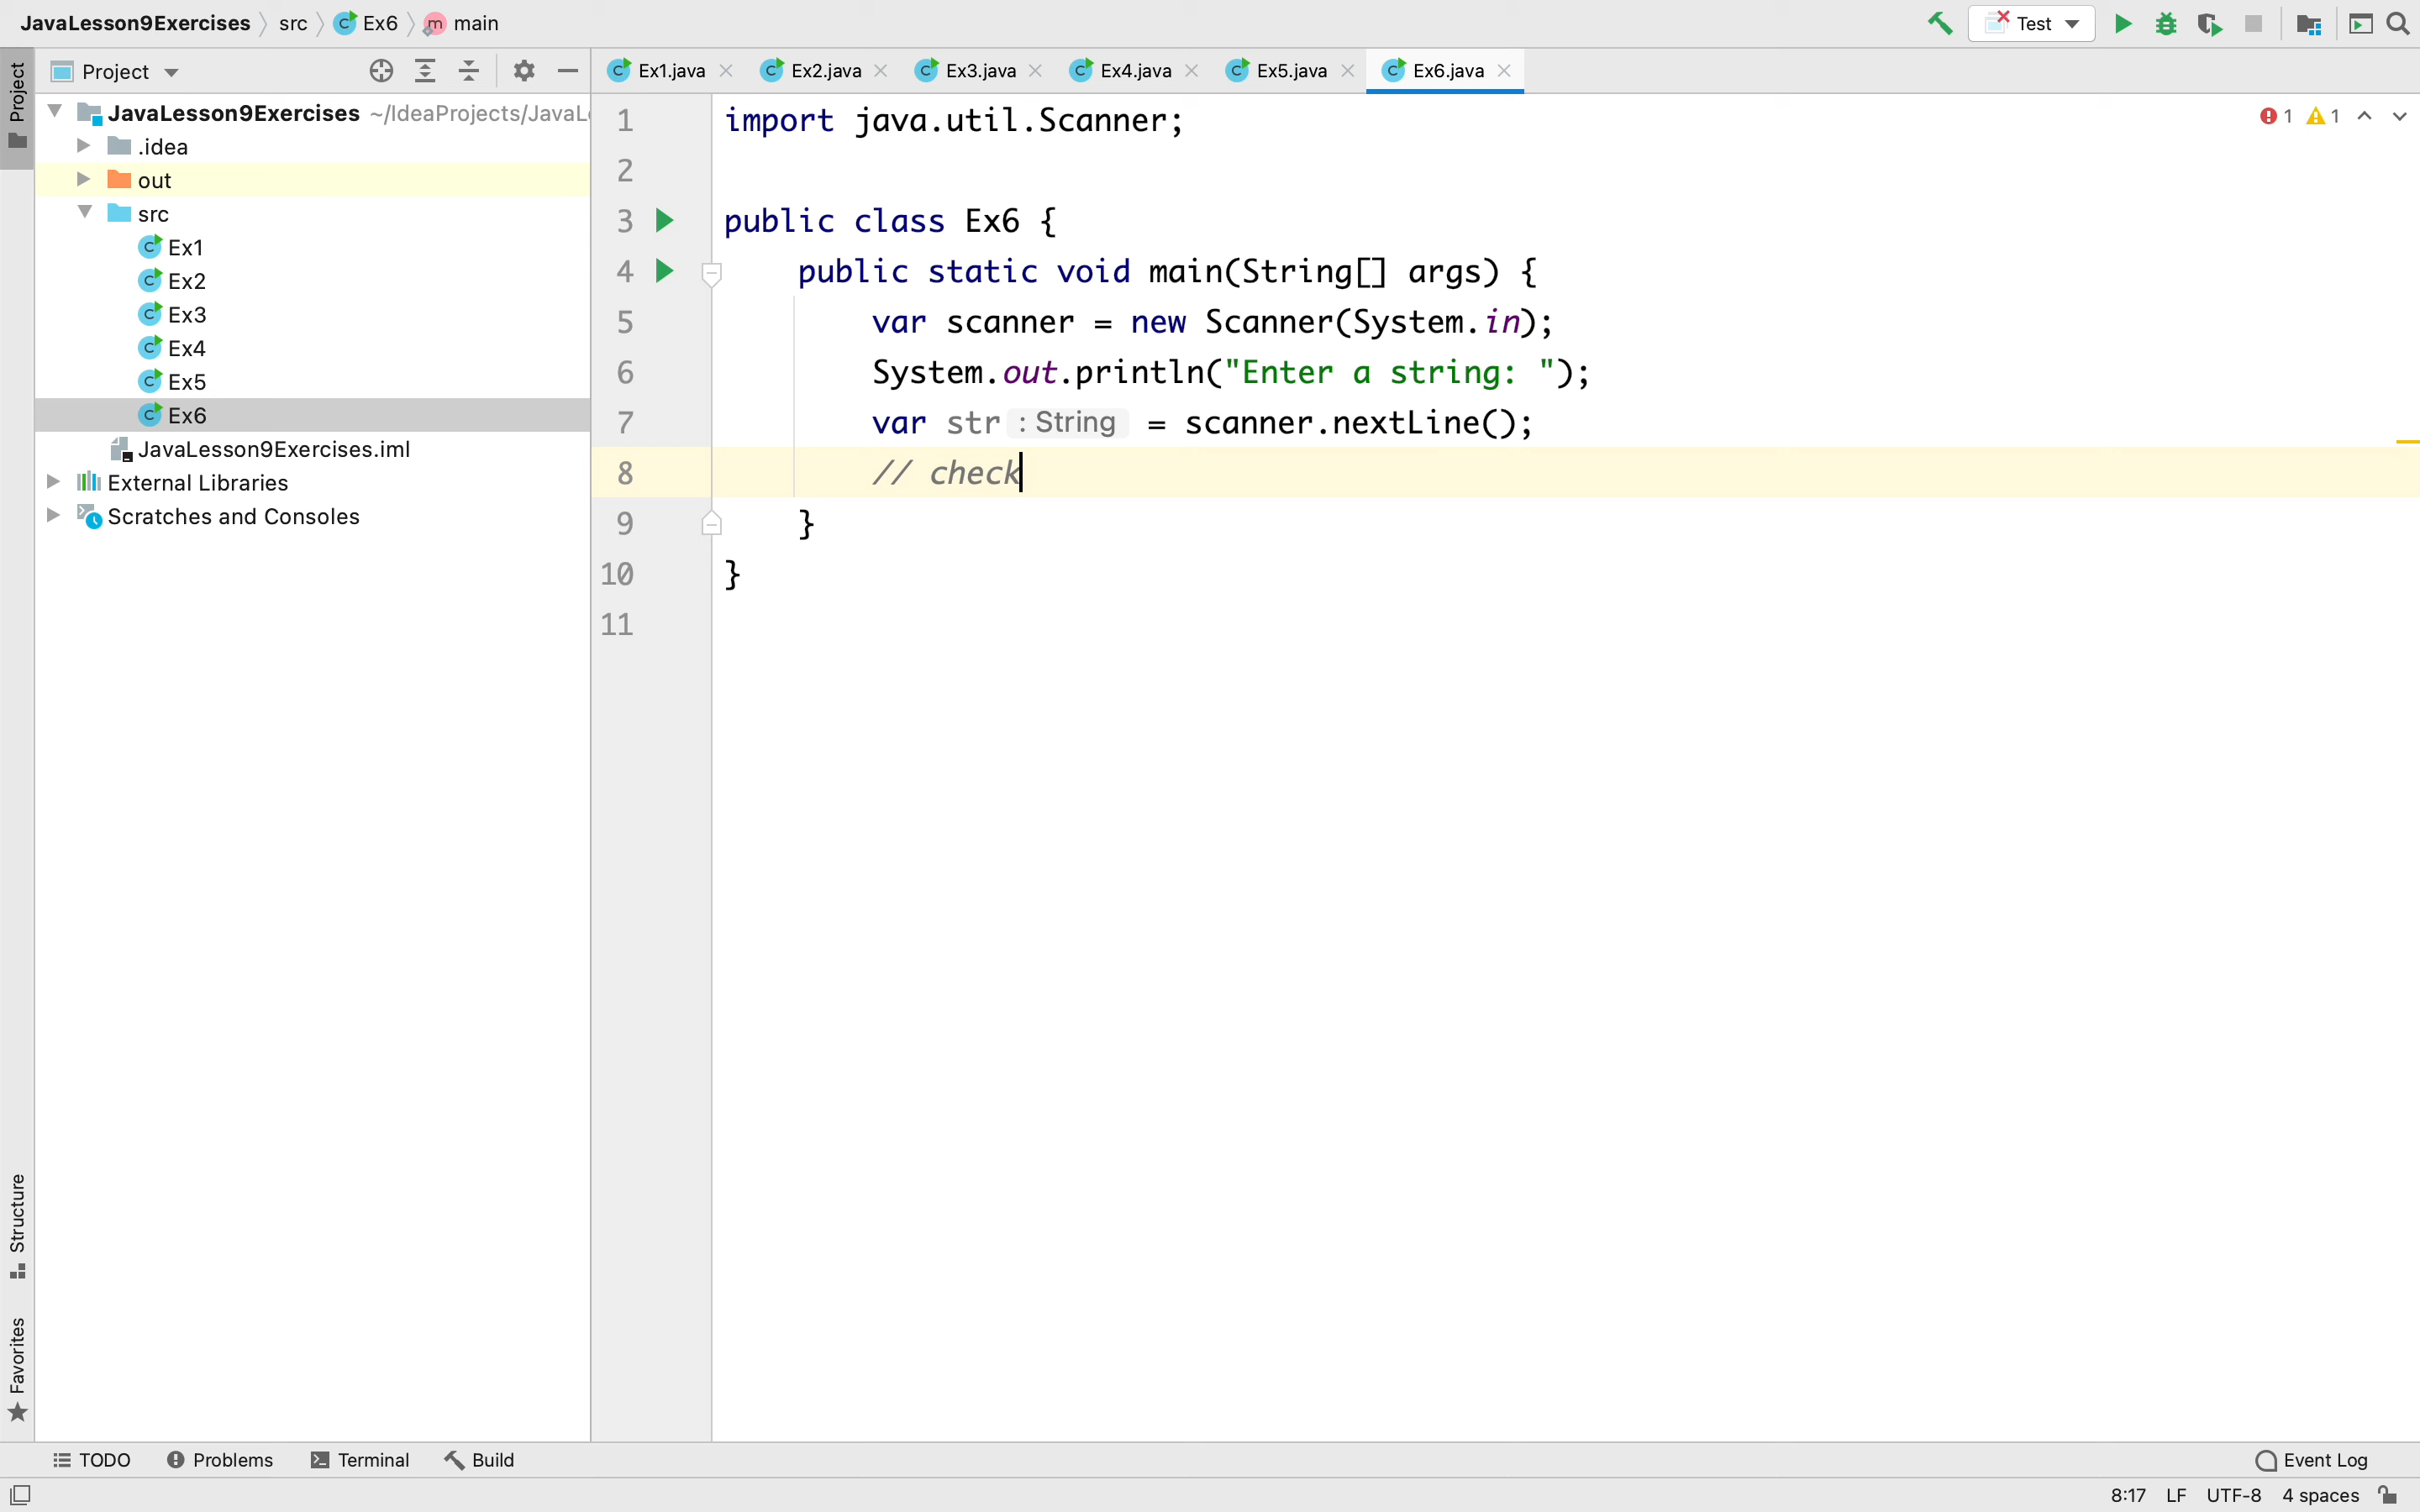 JavaLesson9Exercises src Ex6 main Test
Project Ex1.java Ex2.java Ex3.java Ex4.java Ex5.java Ex6.java
Project
JavaLesson9Exercises ~/IdeaProjects/JavaL
.idea
out
src
Ex1
Ex2
Ex3
Ex4
Ex5
Ex6
JavaLesson9Exercises.iml
External Libraries
Scratches and Consoles
1 import java.util.Scanner;
2
3 public class Ex6 {
4 public static void main(String[] args) {
5 var scanner = new Scanner(System.in);
6 System.out.println("Enter a string: ");
7 var str : String = scanner.nextLine();
8 // check
9 }
10 }
11
1 1
Structure
Favorites
TODO Problems Terminal Build Event Log
8:17 LF UTF-8 4 spaces